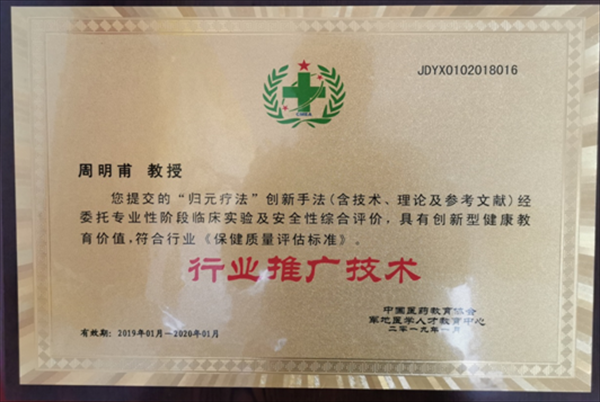 JDYX0102018016
CMEA
周明甫 教授
您提交的“归元疗法”创新手法(含技术、理论及参考文献)经
委托专业性阶段临床实验及安全性综合评价，具有创新型健康教
育价值，符合行业《保健质量评估标准》。
行业推广技术
中国医药教育协会
军地医学人才教育中心
二零一九年一月
有效期：2019年01月—2020年01月